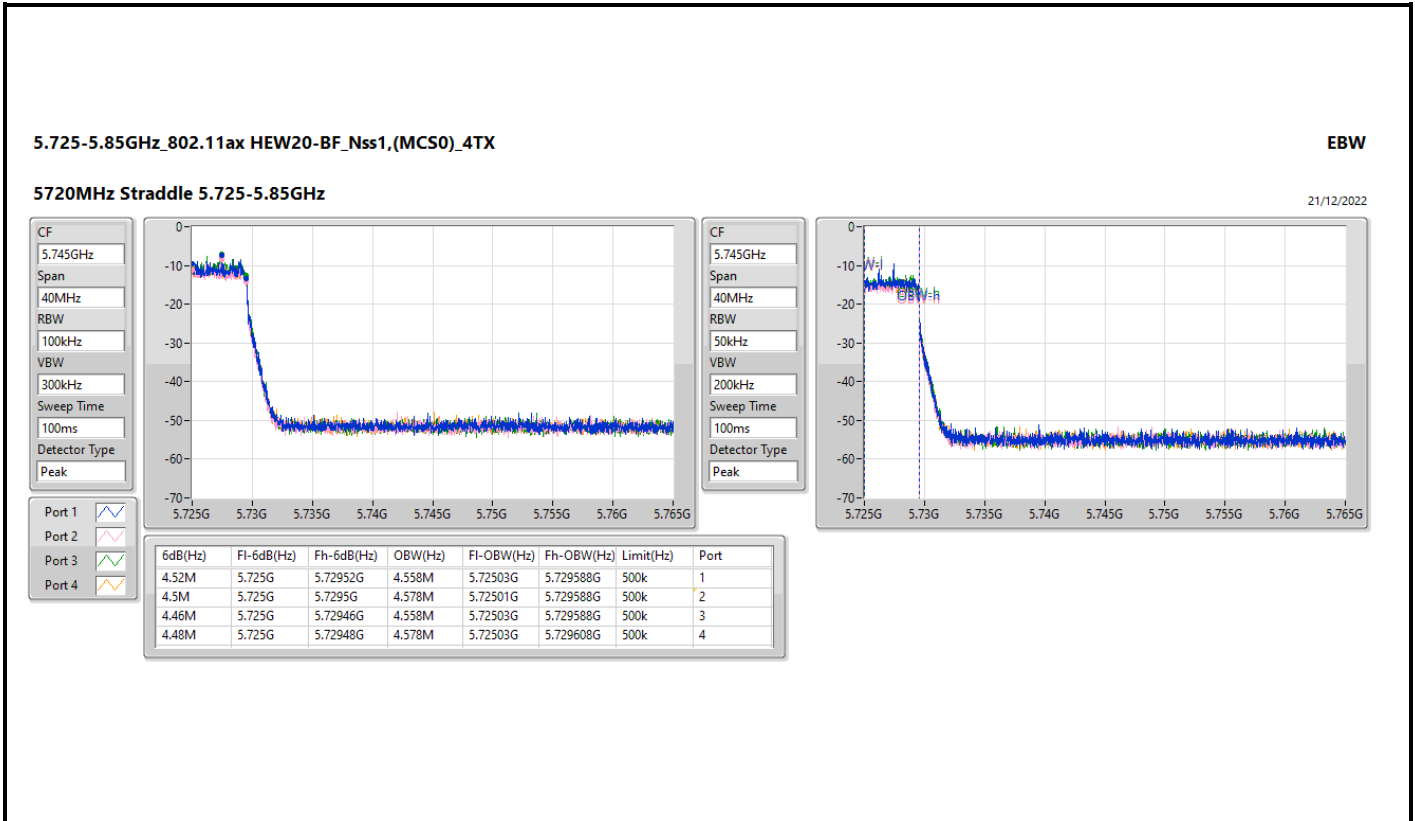 5.725-5.85GHz_802.11ax HEW20-BF_Nss1,(MCS0)_4TX
EBW
5720MHz Straddle 5.725-5.85GHz
21/12/2022
CF
5.745GHz
Span
40MHz
RBW
100kHz
VBW
300kHz
Sweep Time
100ms
Detector Type
Peak
Port 1
Port 2
Port 3
Port 4
0
-10
-20
-30
-40
-50
-60
-70
5.725G 5.73G 5.735G 5.74G 5.745G 5.75G 5.755G 5.76G 5.765G
CF
5.745GHz
Span
40MHz
RBW
50kHz
VBW
200kHz
Sweep Time
100ms
Detector Type
Peak
0
-10
-20
-30
-40
-50
-60
-70
OBW-h
5.725G 5.73G 5.735G 5.74G 5.745G 5.75G 5.755G 5.76G 5.765G
6dB(Hz) Fl-6dB(Hz) Fh-6dB(Hz) OBW(Hz) Fl-OBW(Hz) Fh-OBW(Hz) Limit(Hz) Port
4.52M 5.725G 5.72952G 4.558M 5.72503G 5.729588G 500k 1
4.5M 5.725G 5.7295G 4.578M 5.72501G 5.729588G 500k 2
4.46M 5.725G 5.72946G 4.558M 5.72503G 5.729588G 500k 3
4.48M 5.725G 5.72948G 4.578M 5.72503G 5.729608G 500k 4